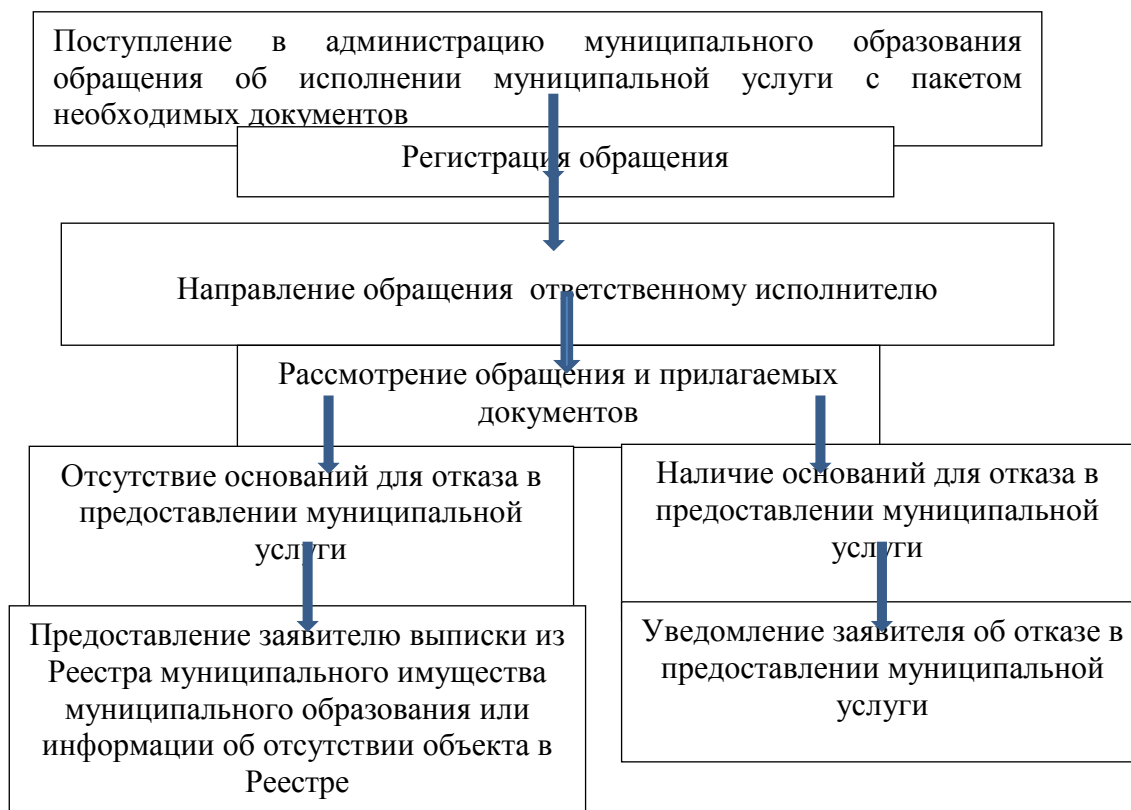 Поступление в администрацию муниципального образования
обращения об исполнении муниципальной услуги с пакетом
необходимых документов
Регистрация обращения
Направление обращения ответственному исполнителю
Рассмотрение обращения и прилагаемых
документов
Отсутствие оснований для отказа в
предоставлении муниципальной
услуги
Наличие оснований для отказа в
предоставлении муниципальной
услуги
Предоставление заявителю выписки из
Реестра муниципального имущества
муниципального образования или
информации об отсутствии объекта в
Реестре
Уведомление заявителя об отказе в
предоставлении муниципальной
услуги